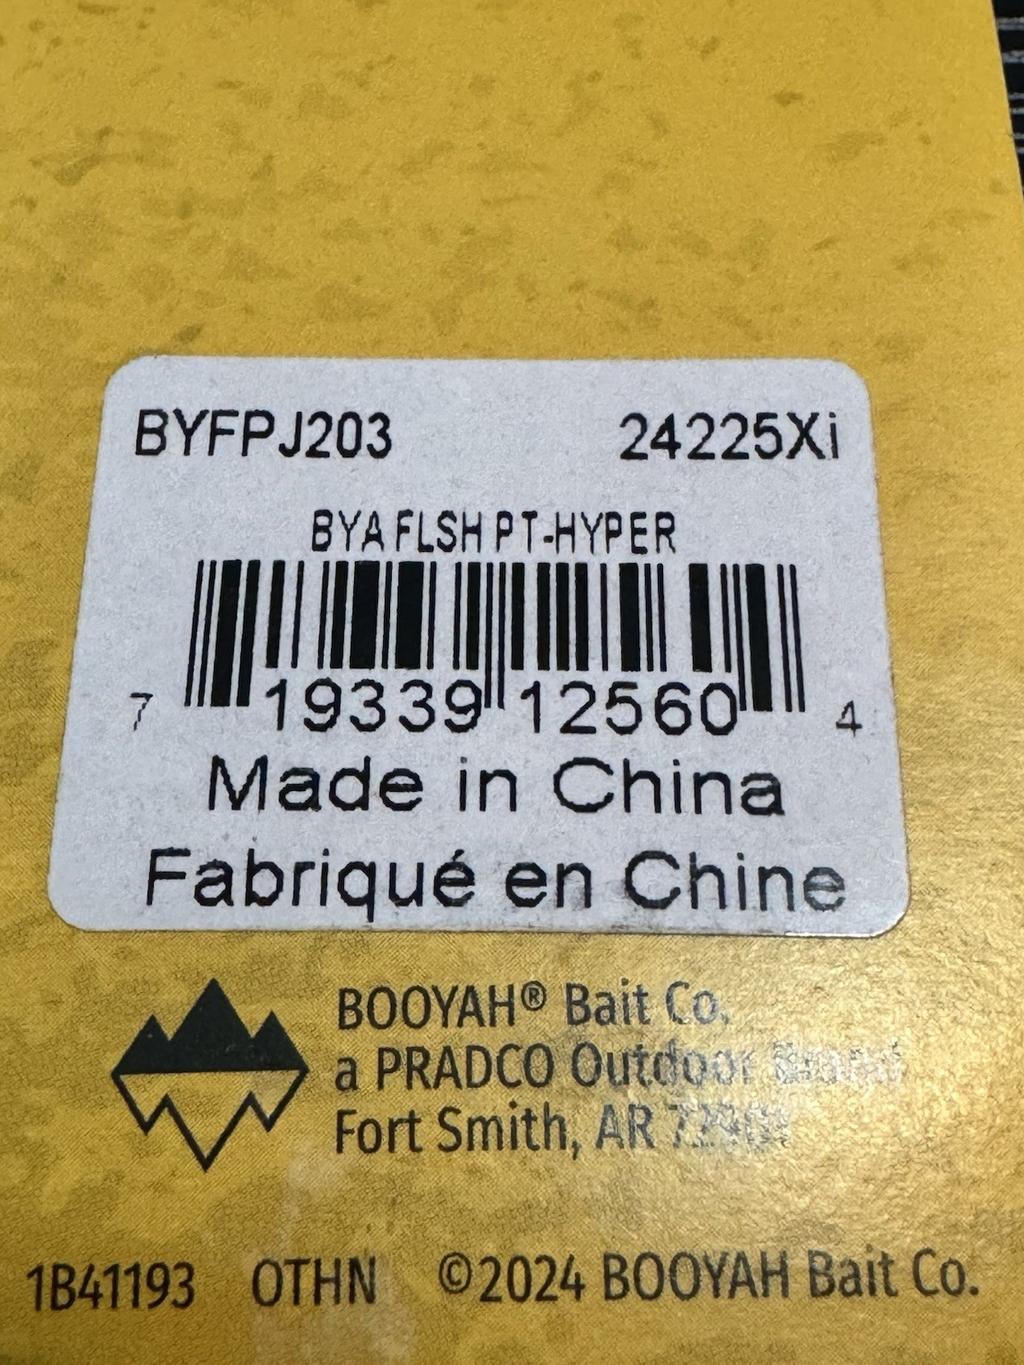 BYFPJ203 24225Xi
BYA FLSH PT-HYPER
7 19339 12560 4
Made in China
Fabriqué en Chine
BOOYAH® Bait Co.
a PRADCO Outdoor Brand
Fort Smith, AR
1B41193 OTHN ©2024 BOOYAH Bait Co.